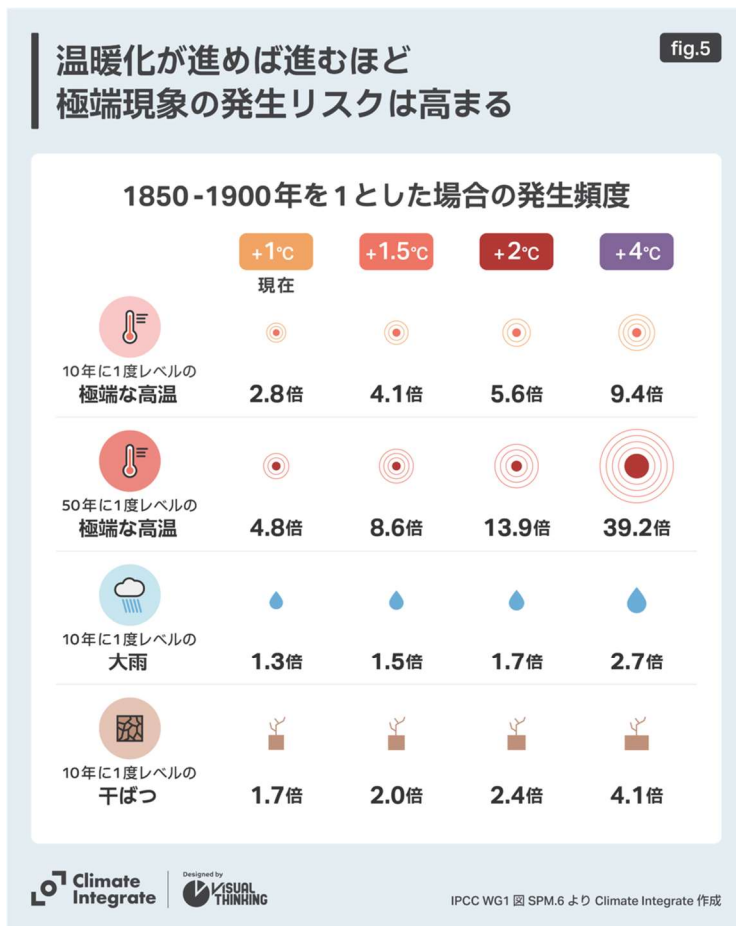 温暖化が進めば進むほど
極端現象の発生リスクは高まる
fig.5
1850-1900年を1とした場合の発生頻度
+1℃ +1.5℃ +2℃ +4℃
現在
10年に1度レベルの
極端な高温
2.8倍 4.1倍 5.6倍 9.4倍
50年に1度レベルの
極端な高温
4.8倍 8.6倍 13.9倍 39.2倍
10年に1度レベルの
大雨
1.3倍 1.5倍 1.7倍 2.7倍
10年に1度レベルの
干ばつ
1.7倍 2.0倍 2.4倍 4.1倍
Climate
Integrate
Designed by
VISUAL
THINKING
IPCC WG1 図 SPM.6 より Climate Integrate 作成